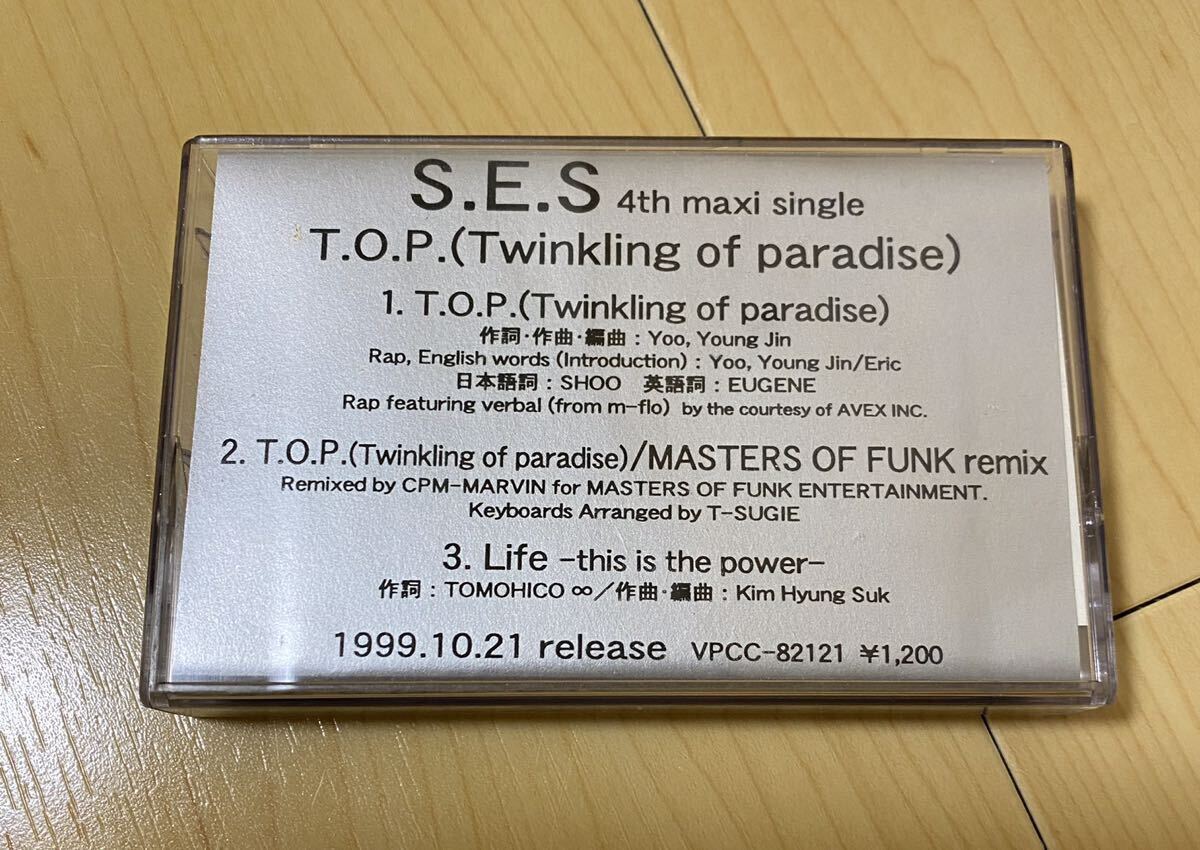 S.E.S 4th maxi single
T.O.P.(Twinkling of paradise)
1. T.O.P.(Twinkling of paradise)
作詞・作曲・編曲 : Yoo, Young Jin
Rap, English words (Introduction) : Yoo, Young Jin/Eric
日本語詞 : SHOO 英語詞 : EUGENE
Rap featuring verbal (from m-flo) by the courtesy of AVEX INC.
2. T.O.P.(Twinkling of paradise)/MASTERS OF FUNK remix
Remixed by CPM-MARVIN for MASTERS OF FUNK ENTERTAINMENT.
Keyboards Arranged by T-SUGIE
3. Life -this is the power-
作詞 : TOMOHICO ∞/作曲・編曲 : Kim Hyung Suk
1999.10.21 release VPCC-82121 ¥1,200